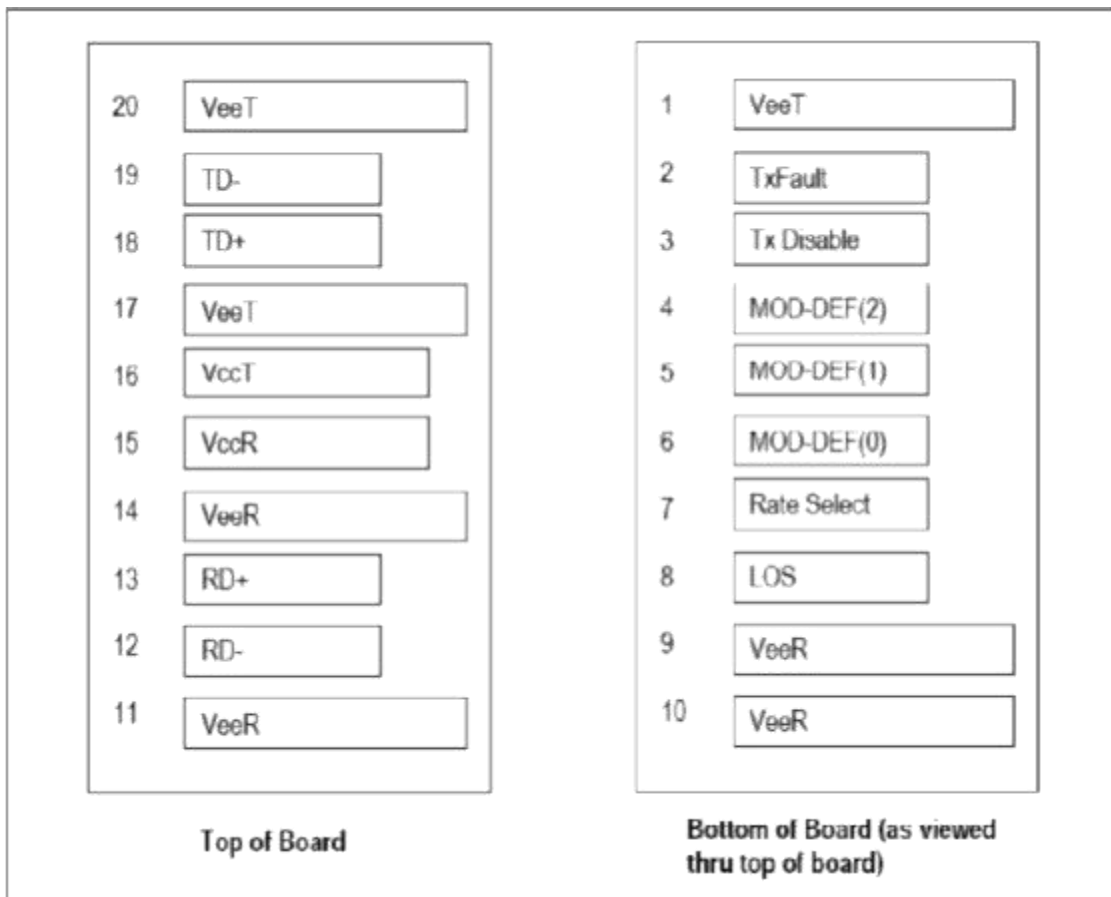 20 VeeT
19 TD-
18 TD+
17 VeeT
16 VccT
15 VccR
14 VeeR
13 RD+
12 RD-
11 VeeR
Top of Board
1 VeeT
2 TxFault
3 Tx Disable
4 MOD-DEF(2)
5 MOD-DEF(1)
6 MOD-DEF(0)
7 Rate Select
8 LOS
9 VeeR
10 VeeR
Bottom of Board (as viewed
thru top of board)